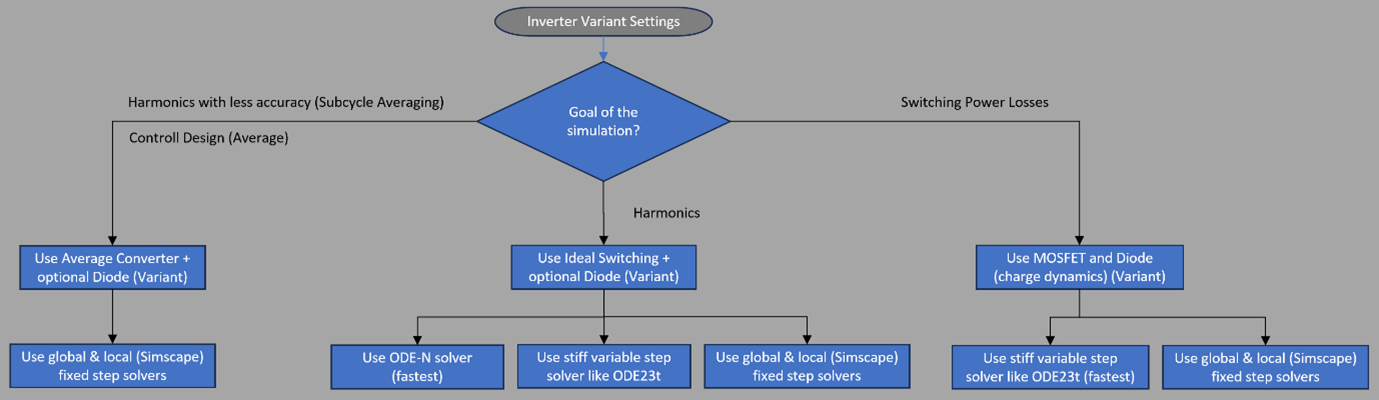 Inverter Variant Settings
Goal of the
simulation?
Harmonics with less accuracy (Subcycle Averaging)
Controll Design (Average)
Switching Power Losses
Harmonics
Use Average Converter +
optional Diode (Variant)
Use Ideal Switching +
optional Diode (Variant)
Use MOSFET and Diode
(charge dynamics) (Variant)
Use global & local (Simscape)
fixed step solvers
Use ODE-N solver
(fastest)
Use stiff variable step
solver like ODE23t
Use global & local (Simscape)
fixed step solvers
Use stiff variable step
solver like ODE23t (fastest)
Use global & local (Simscape)
fixed step solvers